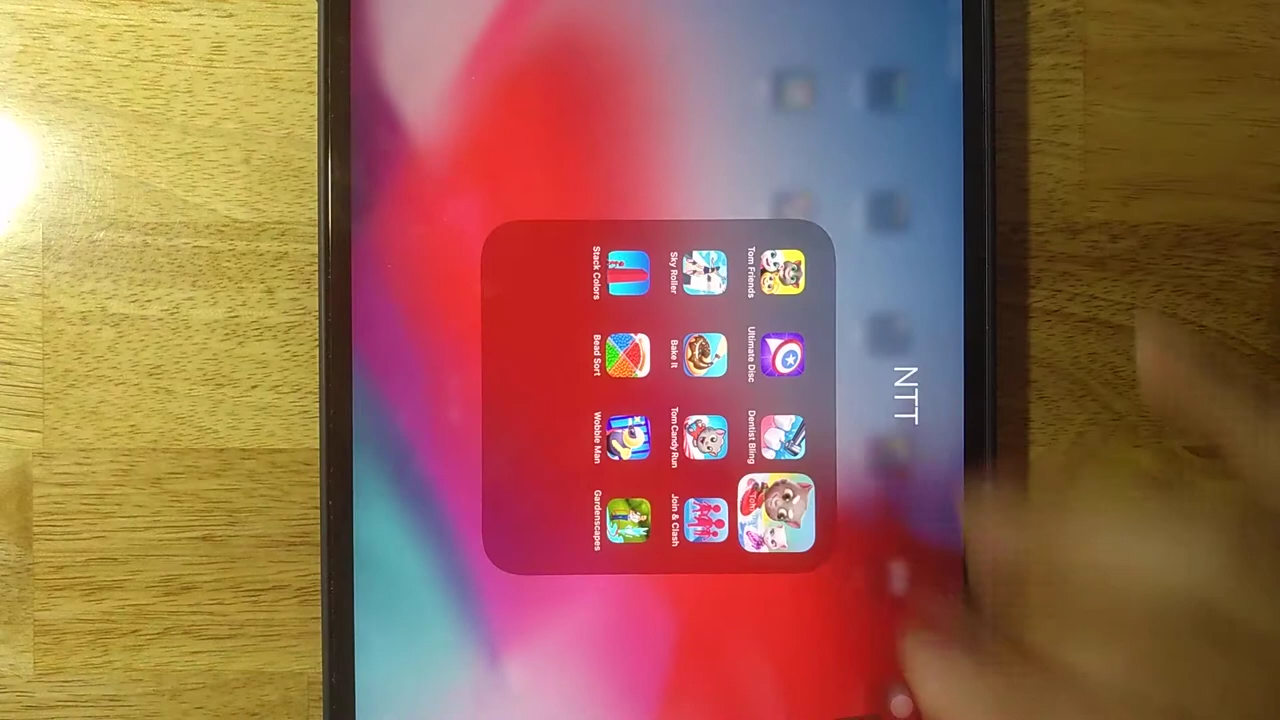 NTT
Tom Friends
Ultimate Disc
Dentist Bling
Sky Roller
Bake It
Tom Candy Run
Join & Clash
Stack Colors
Bead Sort
Wobble Man
Gardenscapes